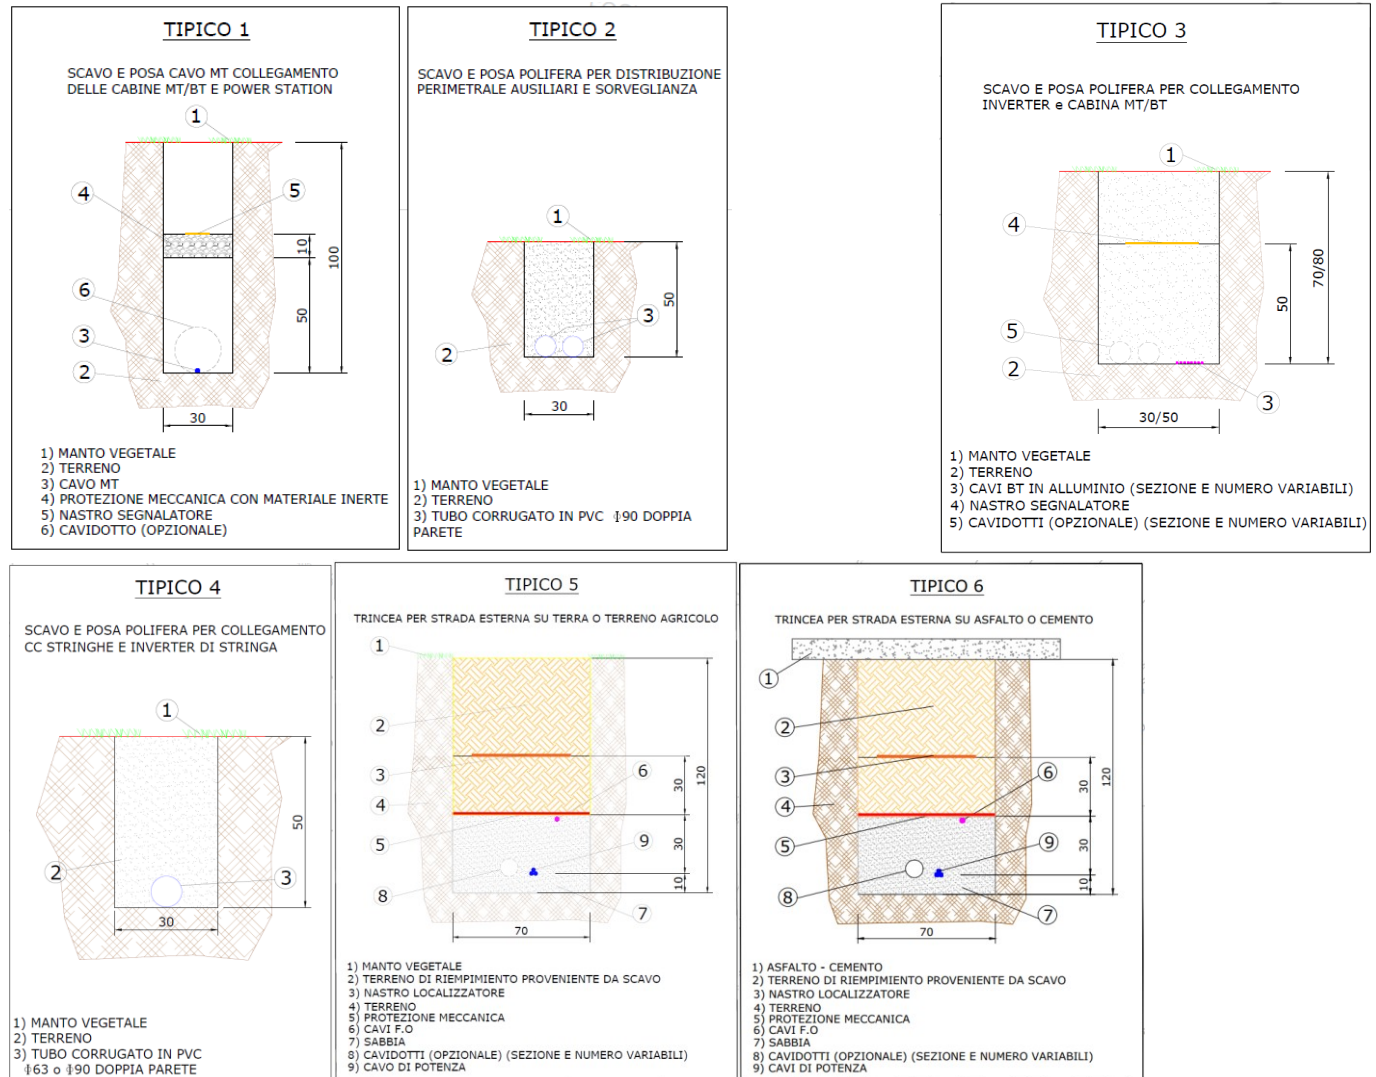 TIPICO 1
SCAVO E POSA CAVO MT COLLEGAMENTO
DELLE CABINE MT/BT E POWER STATION
1
4
5
10
100
6
50
3
2
30
1) MANTO VEGETALE
2) TERRENO
3) CAVO MT
4) PROTEZIONE MECCANICA CON MATERIALE INERTE
5) NASTRO SEGNALATORE
6) CAVIDOTTO (OPZIONALE)
TIPICO 2
SCAVO E POSA POLIFERA PER DISTRIBUZIONE
PERIMETRALE AUSILIARI E SORVEGLIANZA
1
50
3
2
30
1) MANTO VEGETALE
2) TERRENO
3) TUBO CORRUGATO IN PVC Φ90 DOPPIA
PARETE
TIPICO 3
SCAVO E POSA POLIFERA PER COLLEGAMENTO
INVERTER e CABINA MT/BT
1
4
70/80
50
5
2
3
30/50
1) MANTO VEGETALE
2) TERRENO
3) CAVI BT IN ALLUMINIO (SEZIONE E NUMERO VARIABILI)
4) NASTRO SEGNALATORE
5) CAVIDOTTI (OPZIONALE) (SEZIONE E NUMERO VARIABILI)
TIPICO 4
SCAVO E POSA POLIFERA PER COLLEGAMENTO
CC STRINGHE E INVERTER DI STRINGA
1
50
2
3
30
1) MANTO VEGETALE
2) TERRENO
3) TUBO CORRUGATO IN PVC
Φ63 o Φ90 DOPPIA PARETE
TIPICO 5
TRINCEA PER STRADA ESTERNA SU TERRA O TERRENO AGRICOLO
1
2
3
6
30
120
4
5
9
30
8
10
7
70
1) MANTO VEGETALE
2) TERRENO DI RIEMPIMENTO PROVENIENTE DA SCAVO
3) NASTRO LOCALIZZATORE
4) TERRENO
5) PROTEZIONE MECCANICA
6) CAVI F.O
7) SABBIA
8) CAVIDOTTI (OPZIONALE) (SEZIONE E NUMERO VARIABILI)
9) CAVO DI POTENZA
TIPICO 6
TRINCEA PER STRADA ESTERNA SU ASFALTO O CEMENTO
1
2
3
6
30
120
4
5
9
30
8
10
7
70
1) ASFALTO - CEMENTO
2) TERRENO DI RIEMPIMENTO PROVENIENTE DA SCAVO
3) NASTRO LOCALIZZATORE
4) TERRENO
5) PROTEZIONE MECCANICA
6) CAVI F.O
7) SABBIA
8) CAVIDOTTI (OPZIONALE) (SEZIONE E NUMERO VARIABILI)
9) CAVI DI POTENZA